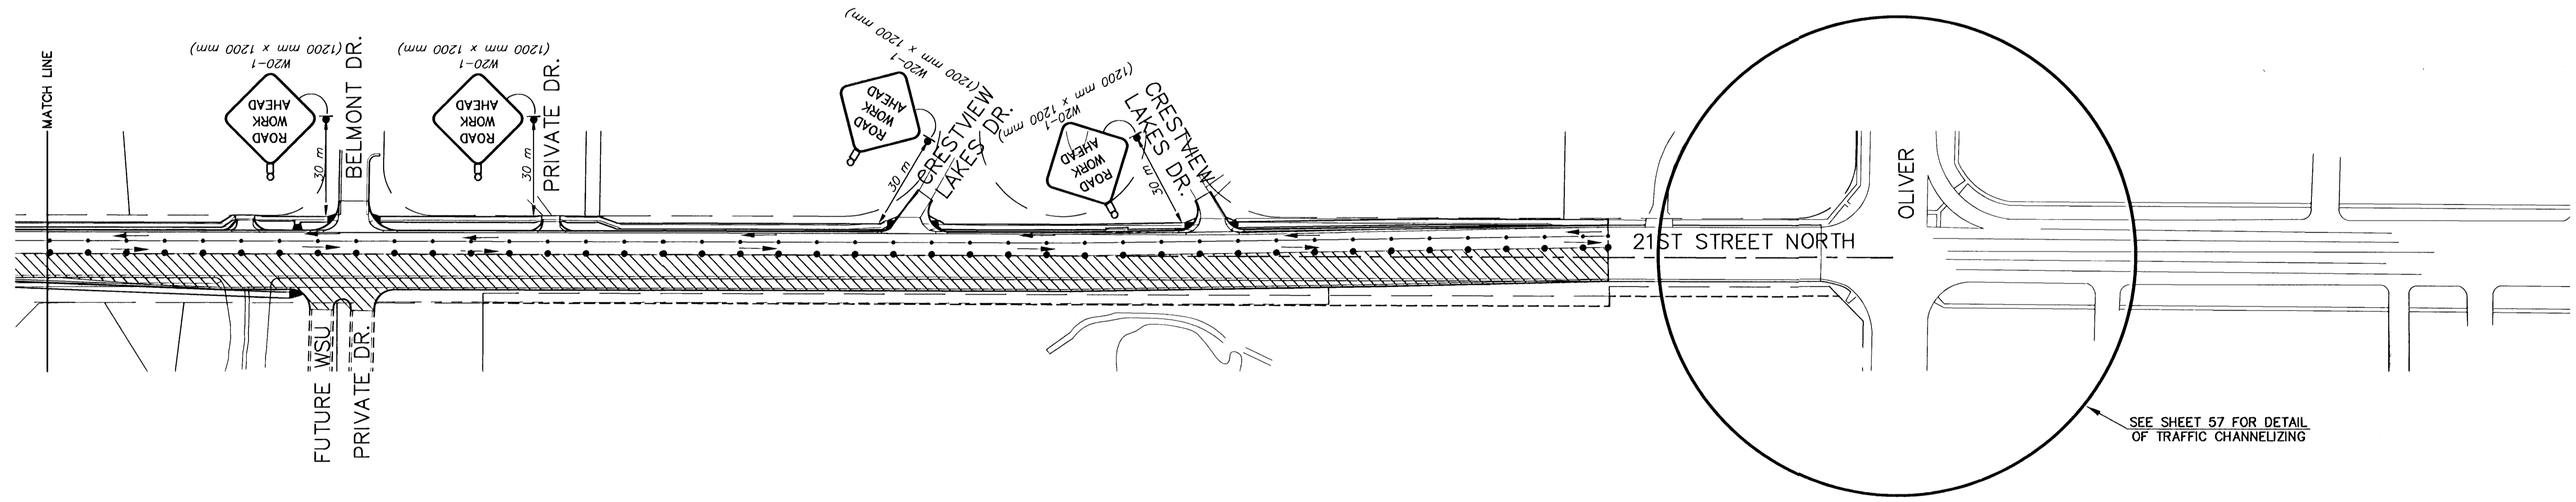 MATCH LINE
(1200 mm x 1200 mm)
W20-1
ROAD
WORK
AHEAD
30 m
BELMONT DR.
(1200 mm x 1200 mm)
W20-1
ROAD
WORK
AHEAD
30 m
PRIVATE DR.
(1200 mm x 1200 mm)
W20-1
ROAD
WORK
AHEAD
30 m
CRESTVIEW
LAKES DR.
(1200 mm x 1200 mm)
W20-1
ROAD
WORK
AHEAD
30 m
CRESTVIEW
LAKES DR.
21ST STREET NORTH
OLIVER
FUTURE WSU
PRIVATE DR.
SEE SHEET 57 FOR DETAIL
OF TRAFFIC CHANNELIZING